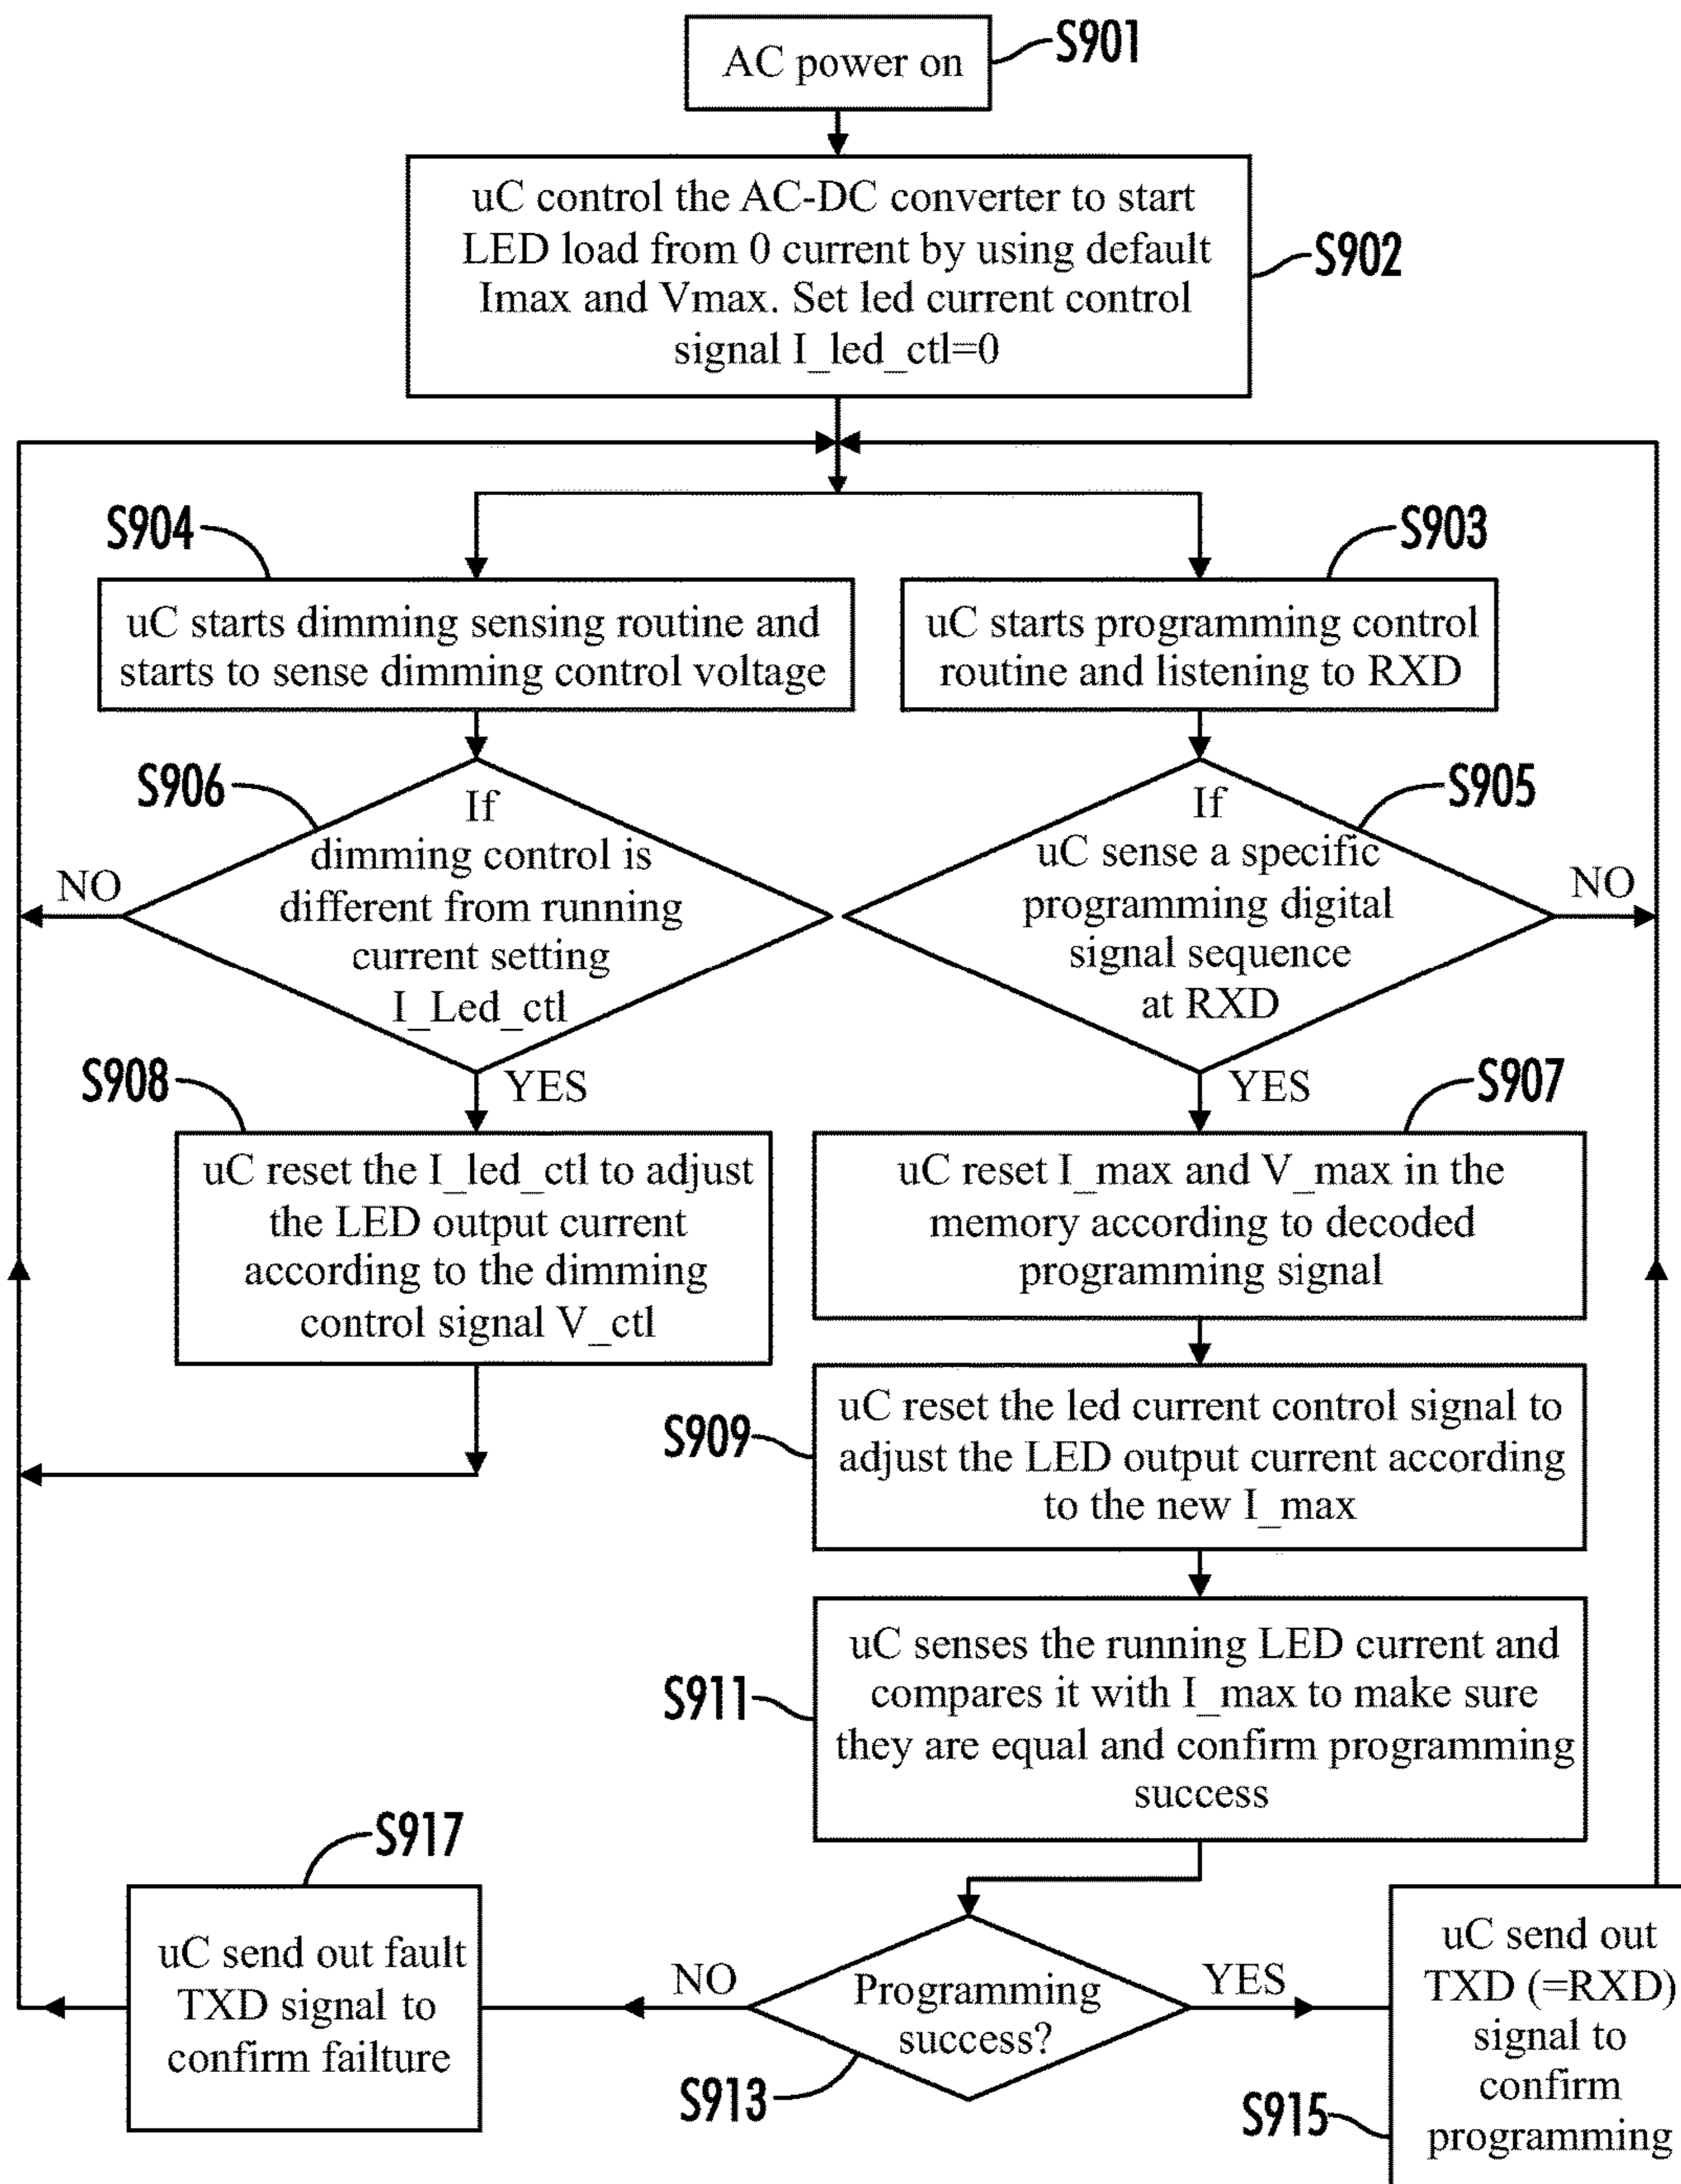 AC power on
S901
uC control the AC-DC converter to start
LED load from 0 current by using default
Imax and Vmax. Set led current control
signal I_led_ctl=0
S902
S904
uC starts dimming sensing routine and
starts to sense dimming control voltage
S903
uC starts programming control
routine and listening to RXD
S906
If
dimming control is
different from running
current setting
I_Led_ctl
NO
YES
S905
If
uC sense a specific
programming digital
signal sequence
at RXD
NO
YES
S908
uC reset the I_led_ctl to adjust
the LED output current
according to the dimming
control signal V_ctl
S907
uC reset I_max and V_max in the
memory according to decoded
programming signal
S909
uC reset the led current control signal to
adjust the LED output current according
to the new I_max
S911
uC senses the running LED current and
compares it with I_max to make sure
they are equal and confirm programming
success
S917
uC send out fault
TXD signal to
confirm failture
NO
Programming
success?
S913
YES
uC send out
TXD (=RXD)
signal to
confirm
programming
S915